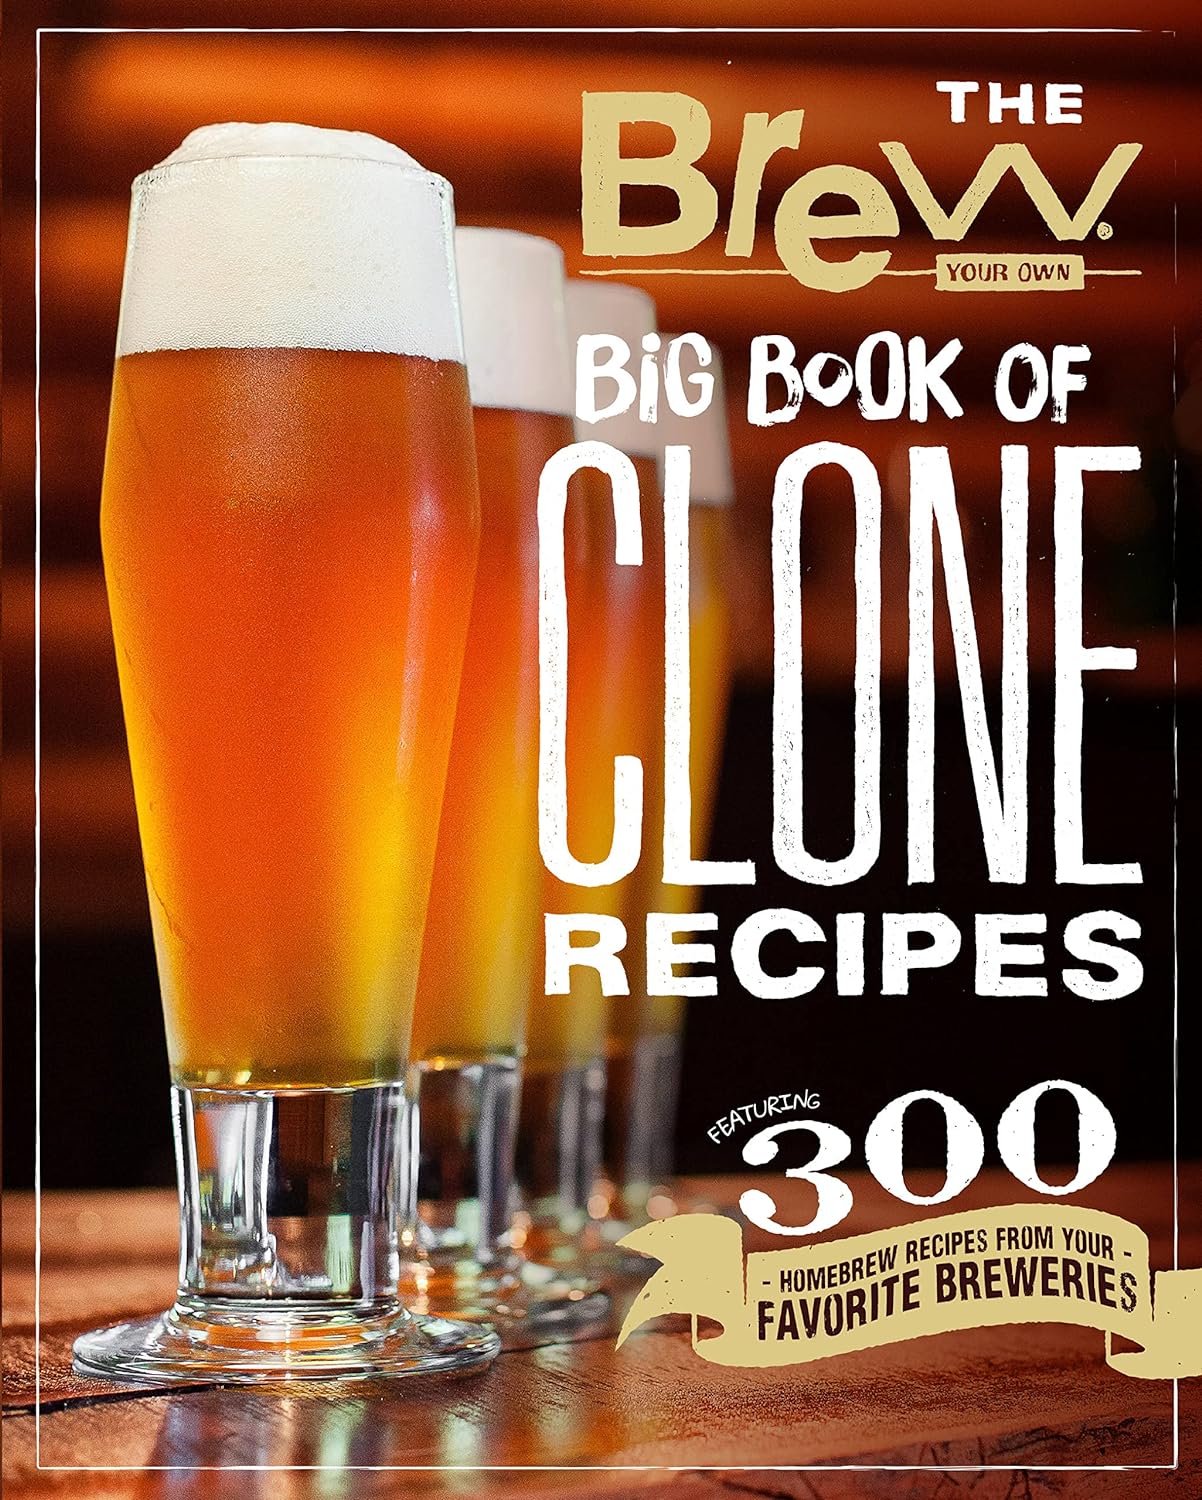 THE
Brew®
YOUR OWN
BiG BOOK OF
CLONE
RECIPES
FEATURING
300
- HOMEBREW RECIPES FROM YOUR -
FAVORITE BREWERIES